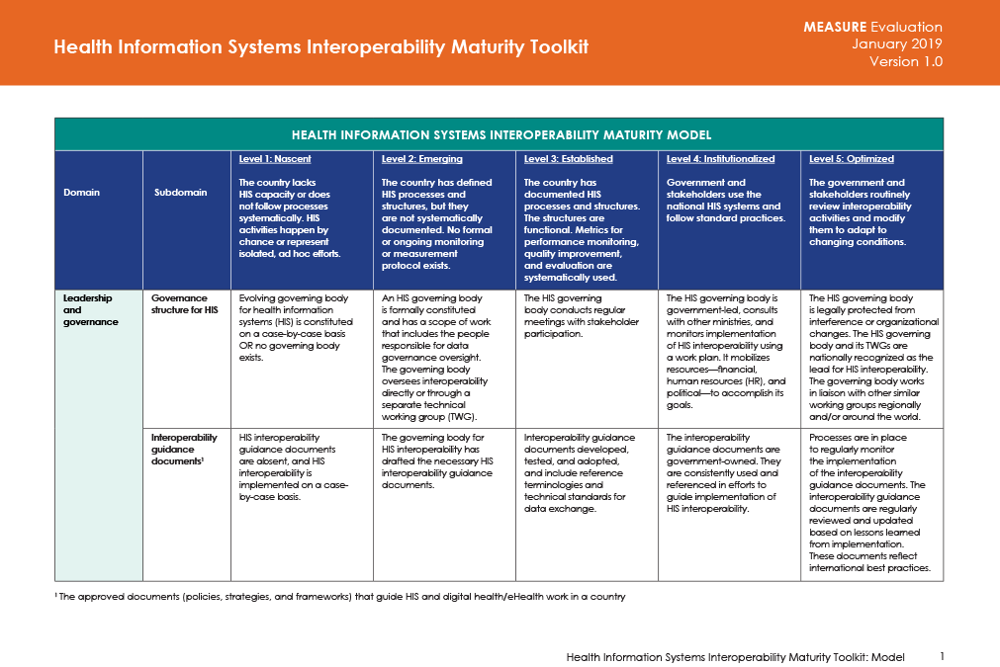 Health Information Systems Interoperability Maturity Toolkit
MEASURE Evaluation
January 2019
Version 1.0
HEALTH INFORMATION SYSTEMS INTEROPERABILITY MATURITY MODEL
Domain
Subdomain
Level 1: Nascent
The country lacks
HIS capacity or does
not follow processes
systematically. HIS
activities happen by
chance or represent
isolated, ad hoc efforts.
Level 2: Emerging
The country has defined
HIS processes and
structures, but they
are not systematically
documented. No formal
or ongoing monitoring
or measurement
protocol exists.
Level 3: Established
The country has
documented HIS
processes and structures.
The structures are
functional. Metrics for
performance monitoring,
quality improvement,
and evaluation are
systematically used.
Level 4: Institutionalized
Government and
stakeholders use the
national HIS systems and
follow standard practices.
Level 5: Optimized
The government and
stakeholders routinely
review interoperability
activities and modify
them to adapt to
changing conditions.
Leadership
and
governance
Governance
structure for HIS
Evolving governing body
for health information
systems (HIS) is constituted
on a case-by-case basis
OR no governing body
exists.
An HIS governing body
is formally constituted
and has a scope of work
that includes the people
responsible for data
governance oversight.
The governing body
oversees interoperability
directly or through a
separate technical
working group (TWG).
The HIS governing
body conducts regular
meetings with stakeholder
participation.
The HIS governing body is
government-led, consults
with other ministries, and
monitors implementation
of HIS interoperability using
a work plan. It mobilizes
resources—financial,
human resources (HR), and
political—to accomplish its
goals.
The HIS governing body
is legally protected from
interference or organizational
changes. The HIS governing
body and its TWGs are
nationally recognized as the
lead for HIS interoperability.
The governing body works
in liaison with other similar
working groups regionally
and/or around the world.
Interoperability
guidance
documents¹
HIS interoperability
guidance documents
are absent, and HIS
interoperability is
implemented on a case-
by-case basis.
The governing body for
HIS interoperability has
drafted the necessary HIS
interoperability guidance
documents.
Interoperability guidance
documents developed,
tested, and adopted,
and include reference
terminologies and
technical standards for
data exchange.
The interoperability
guidance documents are
government-owned. They
are consistently used and
referenced in efforts to
guide implementation of
HIS interoperability.
Processes are in place
to regularly monitor
the implementation
of the interoperability
guidance documents. The
interoperability guidance
documents are regularly
reviewed and updated
based on lessons learned
from implementation.
These documents reflect
international best practices.
¹ The approved documents (policies, strategies, and frameworks) that guide HIS and digital health/eHealth work in a country
Health Information Systems Interoperability Maturity Toolkit: Model 1